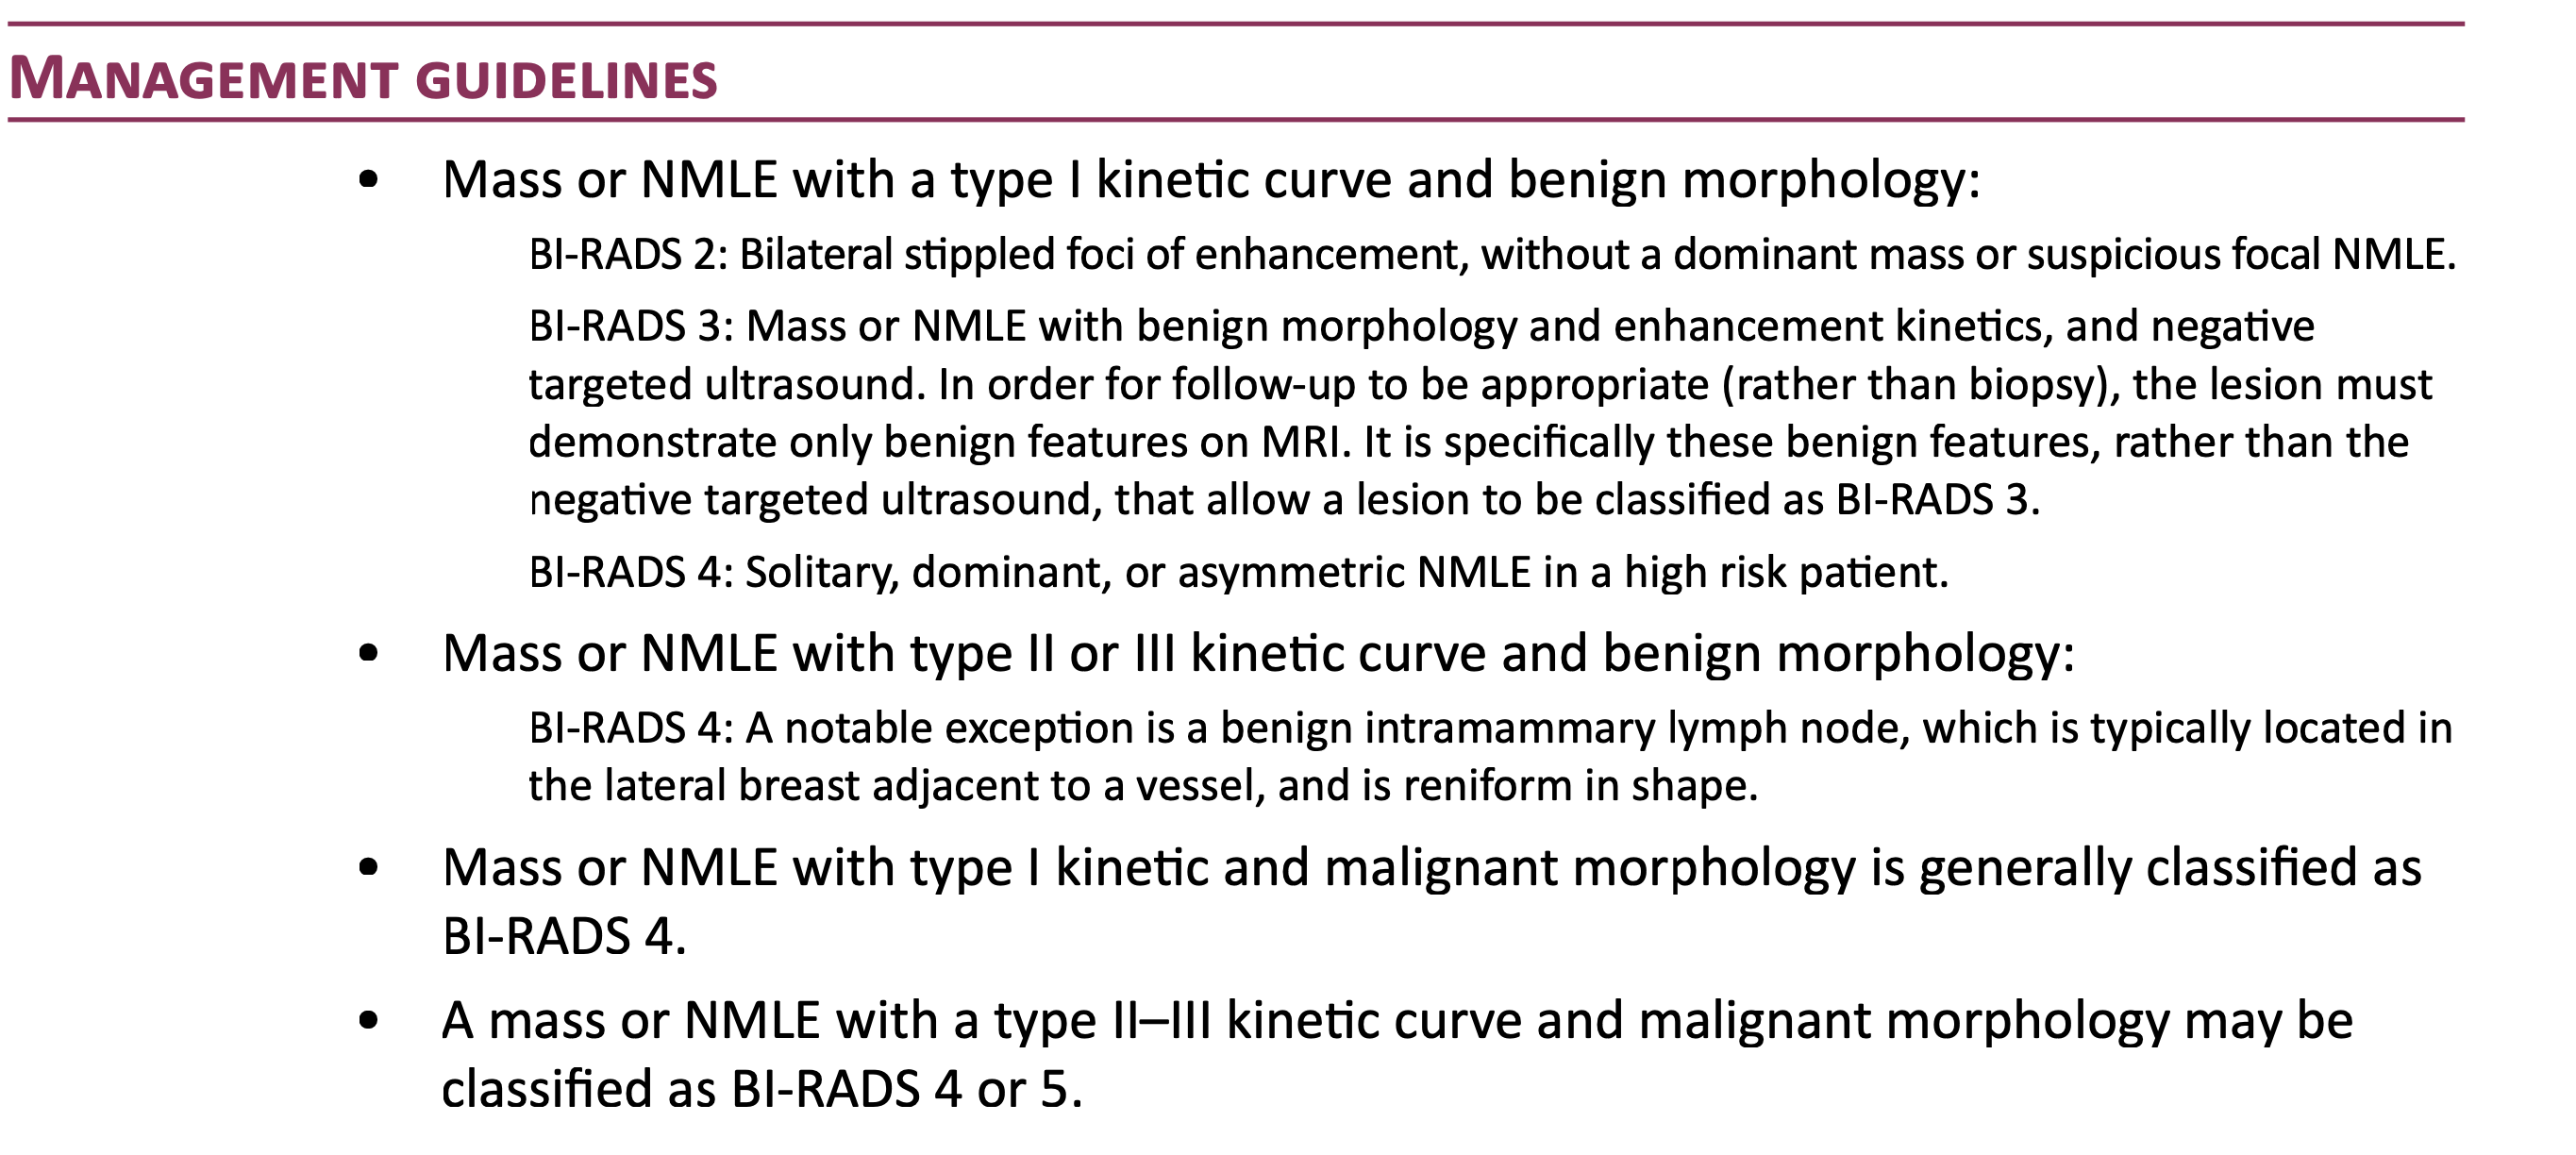 MANAGEMENT GUIDELINES
• Mass or NMLE with a type I kinetic curve and benign morphology:
BI-RADS 2: Bilateral stippled foci of enhancement, without a dominant mass or suspicious focal NMLE.
BI-RADS 3: Mass or NMLE with benign morphology and enhancement kinetics, and negative
targeted ultrasound. In order for follow-up to be appropriate (rather than biopsy), the lesion must
demonstrate only benign features on MRI. It is specifically these benign features, rather than the
negative targeted ultrasound, that allow a lesion to be classified as BI-RADS 3.
BI-RADS 4: Solitary, dominant, or asymmetric NMLE in a high risk patient.
• Mass or NMLE with type II or III kinetic curve and benign morphology:
BI-RADS 4: A notable exception is a benign intramammary lymph node, which is typically located in
the lateral breast adjacent to a vessel, and is reniform in shape.
• Mass or NMLE with type I kinetic and malignant morphology is generally classified as
BI-RADS 4.
• A mass or NMLE with a type II–III kinetic curve and malignant morphology may be
classified as BI-RADS 4 or 5.